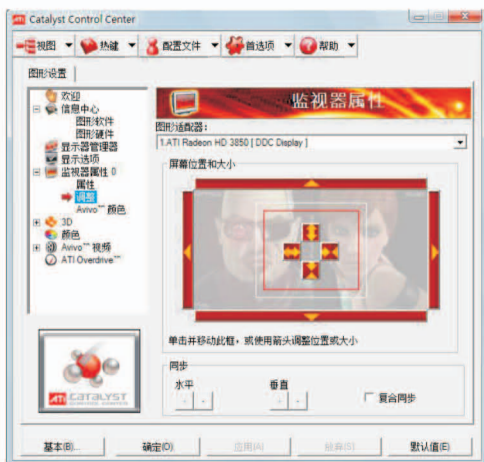 Catalyst Control Center
视图 热键 配置文件 首选项 帮助
图形设置
欢迎
信息中心
图形软件
图形硬件
显示器管理器
显示选项
监视器属性 0
属性
调整
Avivo™ 颜色
3D
颜色
Avivo™ 视频
ATI Overdrive™
监视器属性
图形适配器:
1.ATI Radeon HD 3850 [ DDC Display ]
屏幕位置和大小
单击并移动此框，或使用箭头调整位置或大小
同步
水平
垂直
复合同步
ATI CATALYST
基本(B)...
确定(O)
应用(A)
放弃(S)
默认值(E)